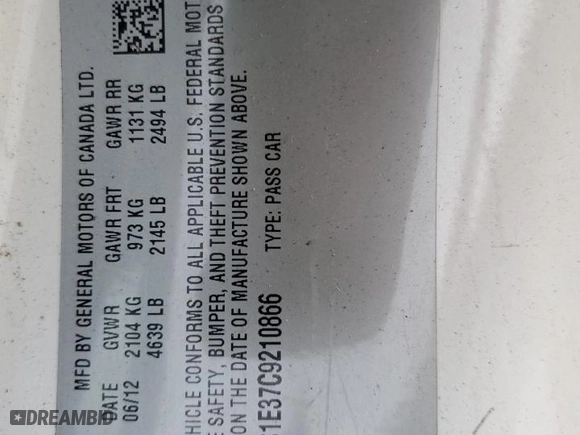 MFD BY GENERAL MOTORS OF CANADA LTD.
DATE GVWR GAWR FRT GAWR RR
06/12 2104 KG 973 KG 1131 KG
4639 LB 2145 LB 2494 LB
HICLE CONFORMS TO ALL APPLICABLE U.S. FEDERAL MOT
E SAFETY, BUMPER, AND THEFT PREVENTION STANDARDS
ON THE DATE OF MANUFACTURE SHOWN ABOVE.
1E37C9210866 TYPE: PASS CAR
DREAMBID